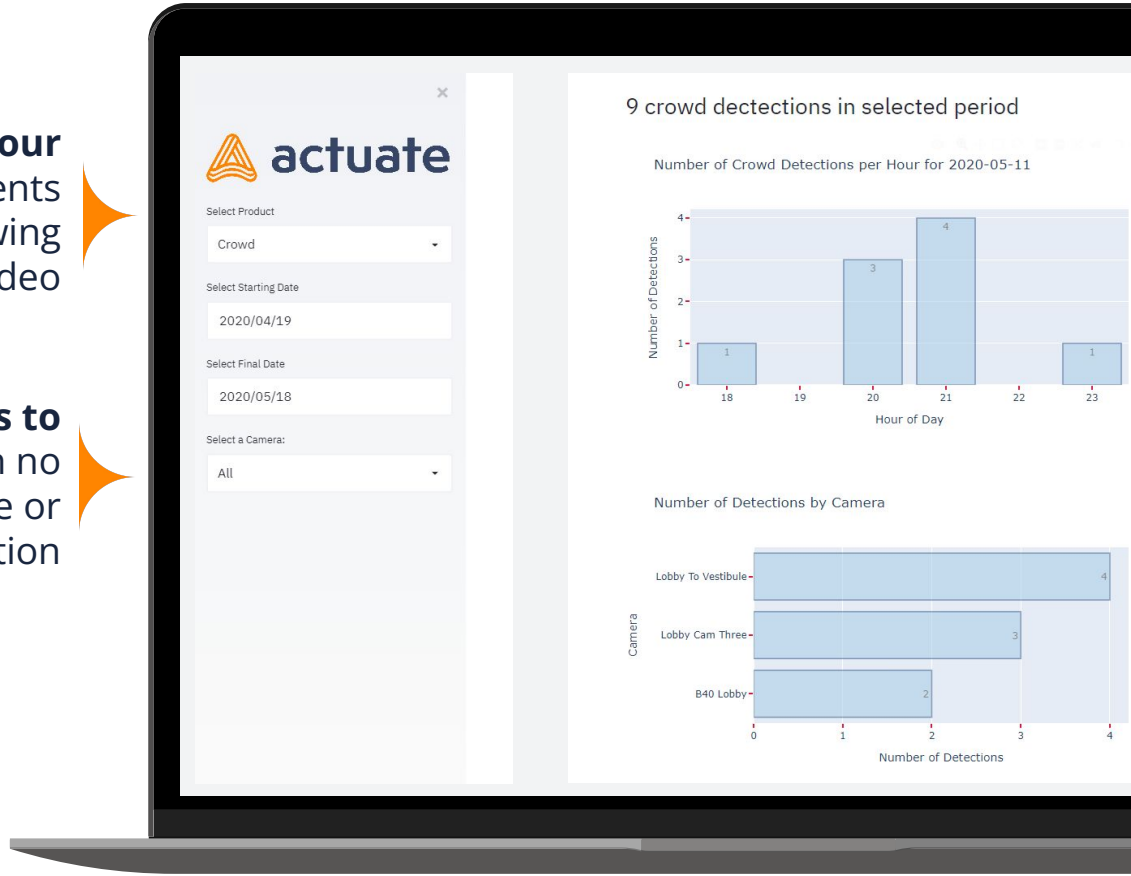 our
ents
wing
deo
s to
n no
e or
tion
×
actuate
Select Product
Crowd
Select Starting Date
2020/04/19
Select Final Date
2020/05/18
Select a Camera:
All
9 crowd dectections in selected period
Number of Crowd Detections per Hour for 2020-05-11
Number of Detections
4
3
2
1
0
1
3
4
1
18 19 20 21 22 23
Hour of Day
Number of Detections by Camera
Camera
Lobby To Vestibule 4
Lobby Cam Three 3
B40 Lobby 2
0 1 2 3 4
Number of Detections